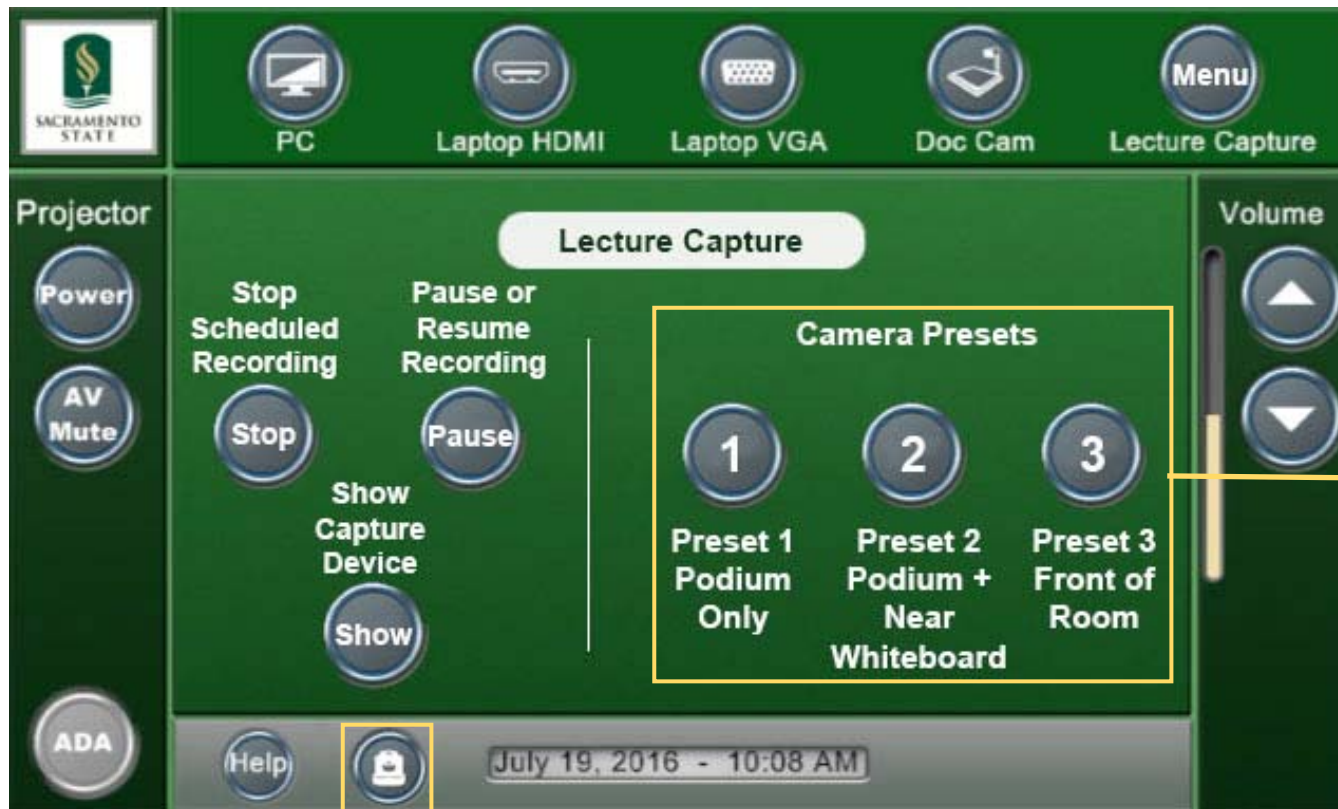 SACRAMENTO
STATE
PC
Laptop HDMI
Laptop VGA
Doc Cam
Menu
Lecture Capture
Projector
Power
AV
Mute
ADA
Lecture Capture
Stop
Scheduled
Recording
Stop
Pause or
Resume
Recording
Pause
Show
Capture
Device
Show
Camera Presets
1
2
3
Preset 1
Podium
Only
Preset 2
Podium +
Near
Whiteboard
Preset 3
Front of
Room
Volume
Help
July 19, 2016 - 10:08 AM